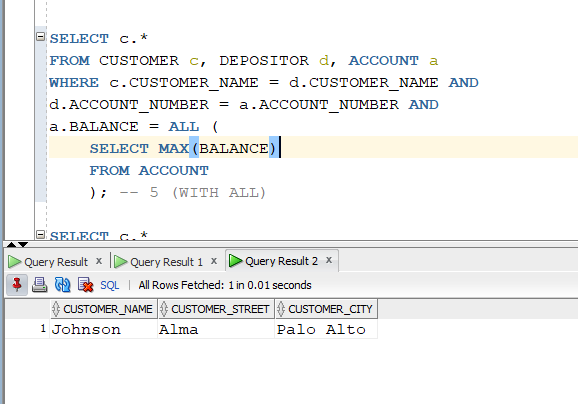 SELECT c.*
FROM CUSTOMER c, DEPOSITOR d, ACCOUNT a
WHERE c.CUSTOMER_NAME = d.CUSTOMER_NAME AND
d.ACCOUNT_NUMBER = a.ACCOUNT_NUMBER AND
a.BALANCE = ALL (
    SELECT MAX(BALANCE)
    FROM ACCOUNT
    ); -- 5 (WITH ALL)
SELECT c.*
Query Result x Query Result 1 x Query Result 2 x
SQL | All Rows Fetched: 1 in 0.01 seconds
CUSTOMER_NAME CUSTOMER_STREET CUSTOMER_CITY
1 Johnson Alma Palo Alto